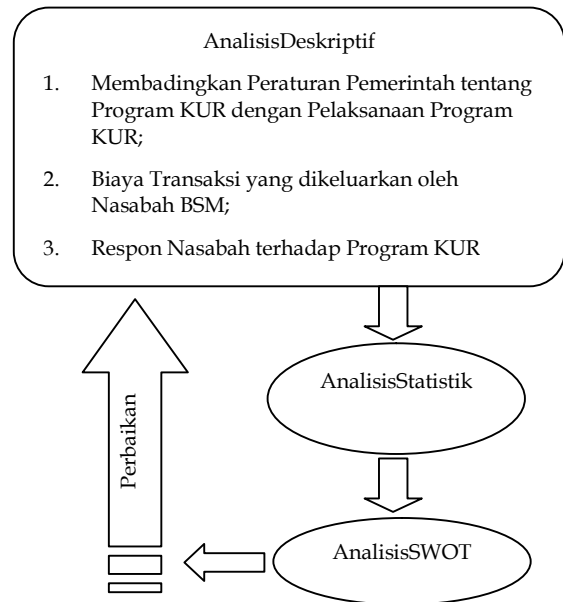 AnalisisDeskriptif
1. Membadingkan Peraturan Pemerintah tentang
Program KUR dengan Pelaksanaan Program
KUR;
2. Biaya Transaksi yang dikeluarkan oleh
Nasabah BSM;
3. Respon Nasabah terhadap Program KUR
AnalisisStatistik
AnalisisSWOT
Perbaikan